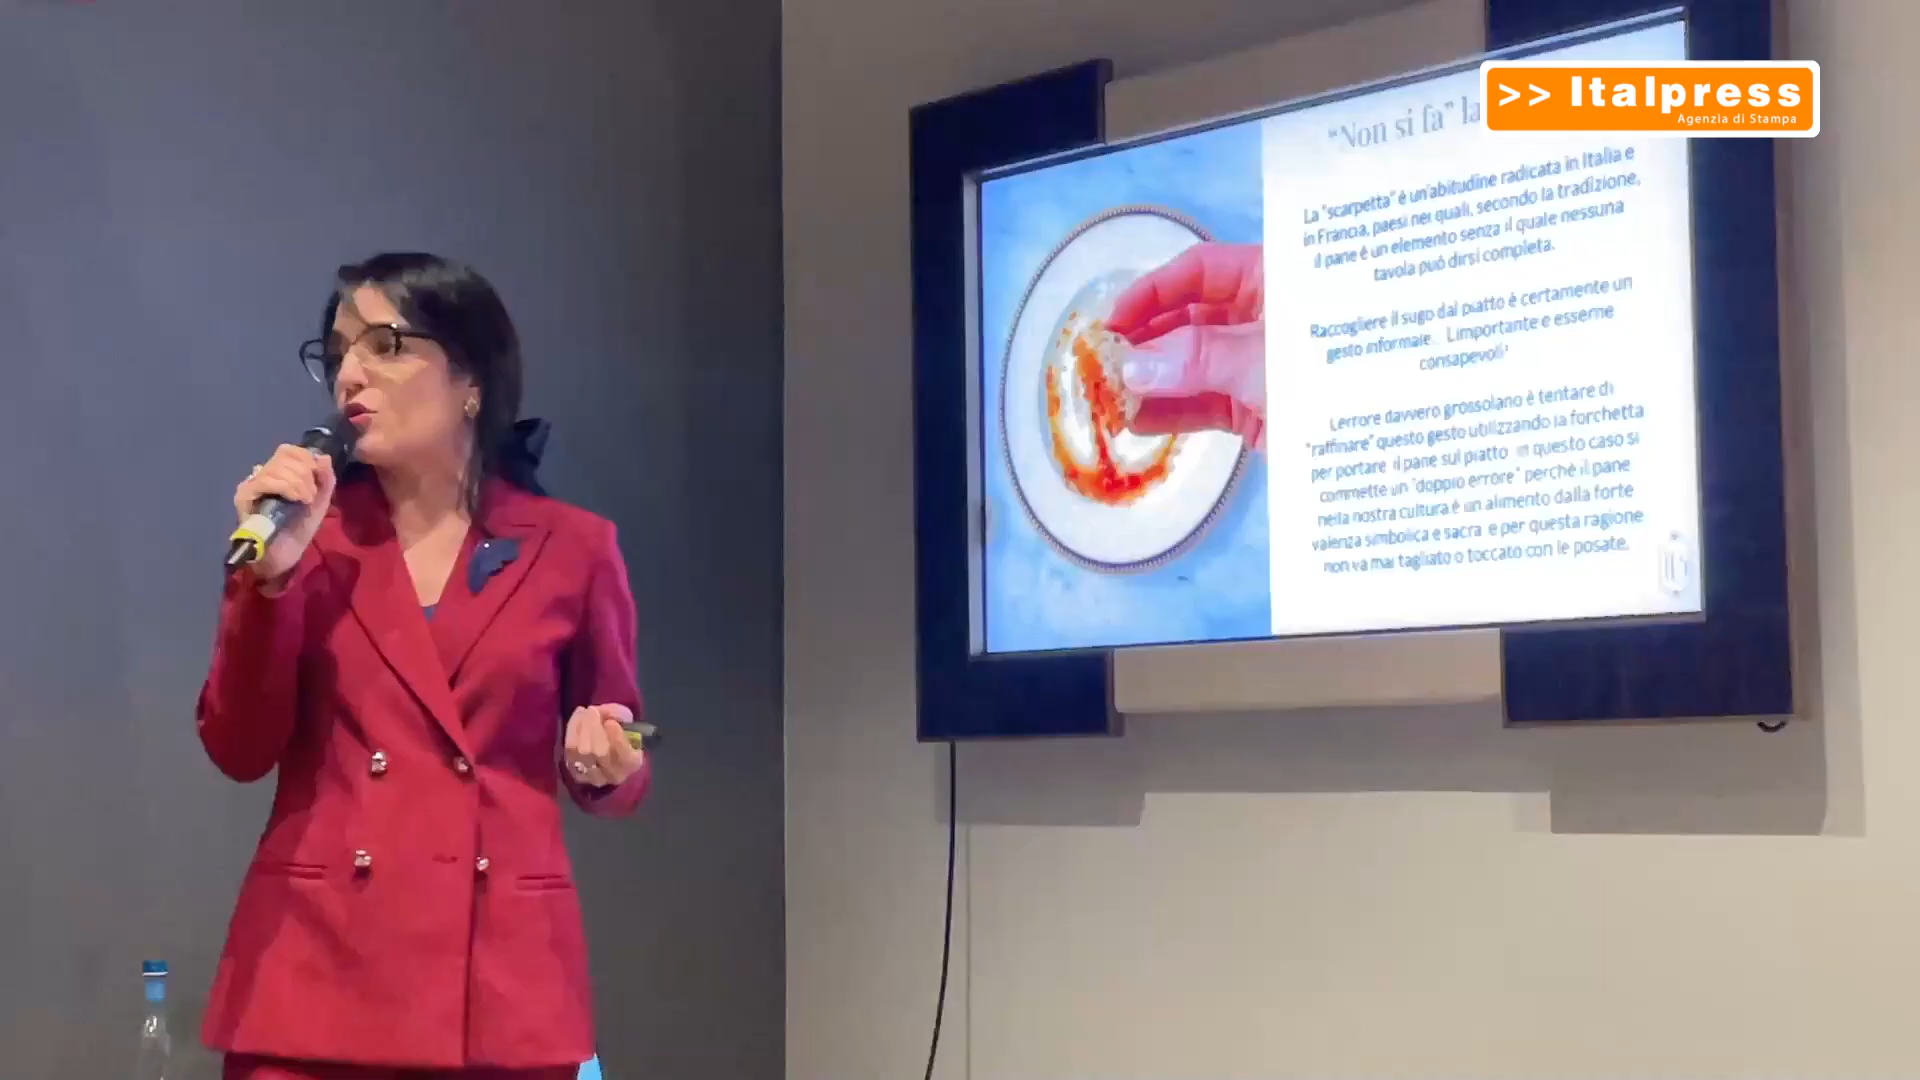 >> Italpress
Agenzia di Stampa
“Non si fa” la
La “scarpetta” è un'abitudine radicata in Italia e
in Francia, paesi nei quali, secondo la tradizione,
il pane è un elemento senza il quale nessuna
tavola può dirsi completa.
Raccogliere il sugo dal piatto è certamente un
gesto informale. L'importante e esserne
consapevoli!
L'errore davvero grossolano è tentare di
“raffinare” questo gesto utilizzando la forchetta
per portare il pane sul piatto in questo caso si
commette un “doppio errore” perchè il pane
nella nostra cultura è un alimento dalla forte
valenza simbolica e sacra e per questa ragione
non va mai tagliato o toccato con le posate.